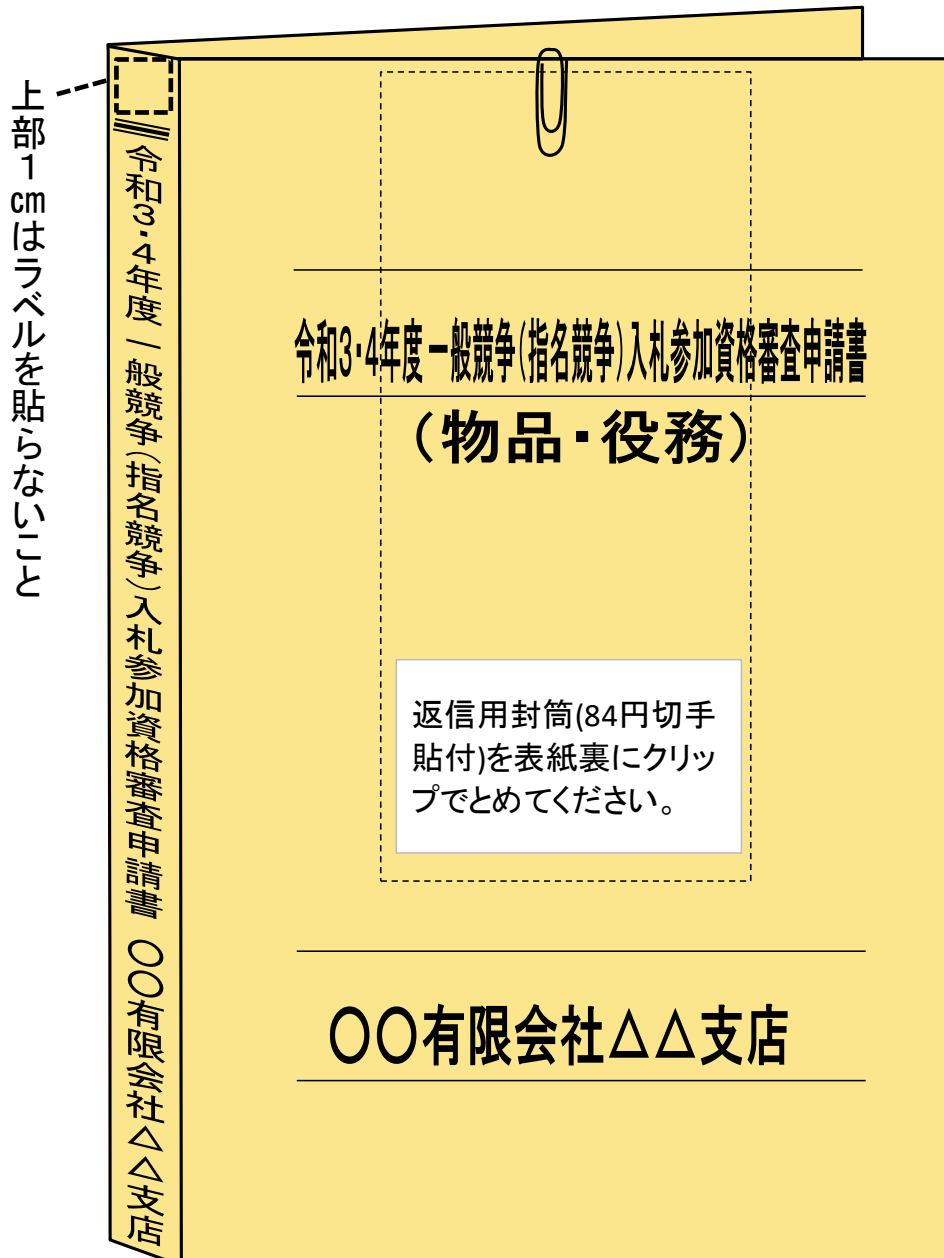 上部1cmはラベルを貼らないこと
令和3・4年度 一般競争(指名競争)入札参加資格審査申請書 〇〇有限会社△△支店
令和3・4年度 一般競争(指名競争)入札参加資格審査申請書
(物品・役務)
返信用封筒(84円切手
貼付)を表紙裏にクリッ
プでとめてください。
〇〇有限会社△△支店